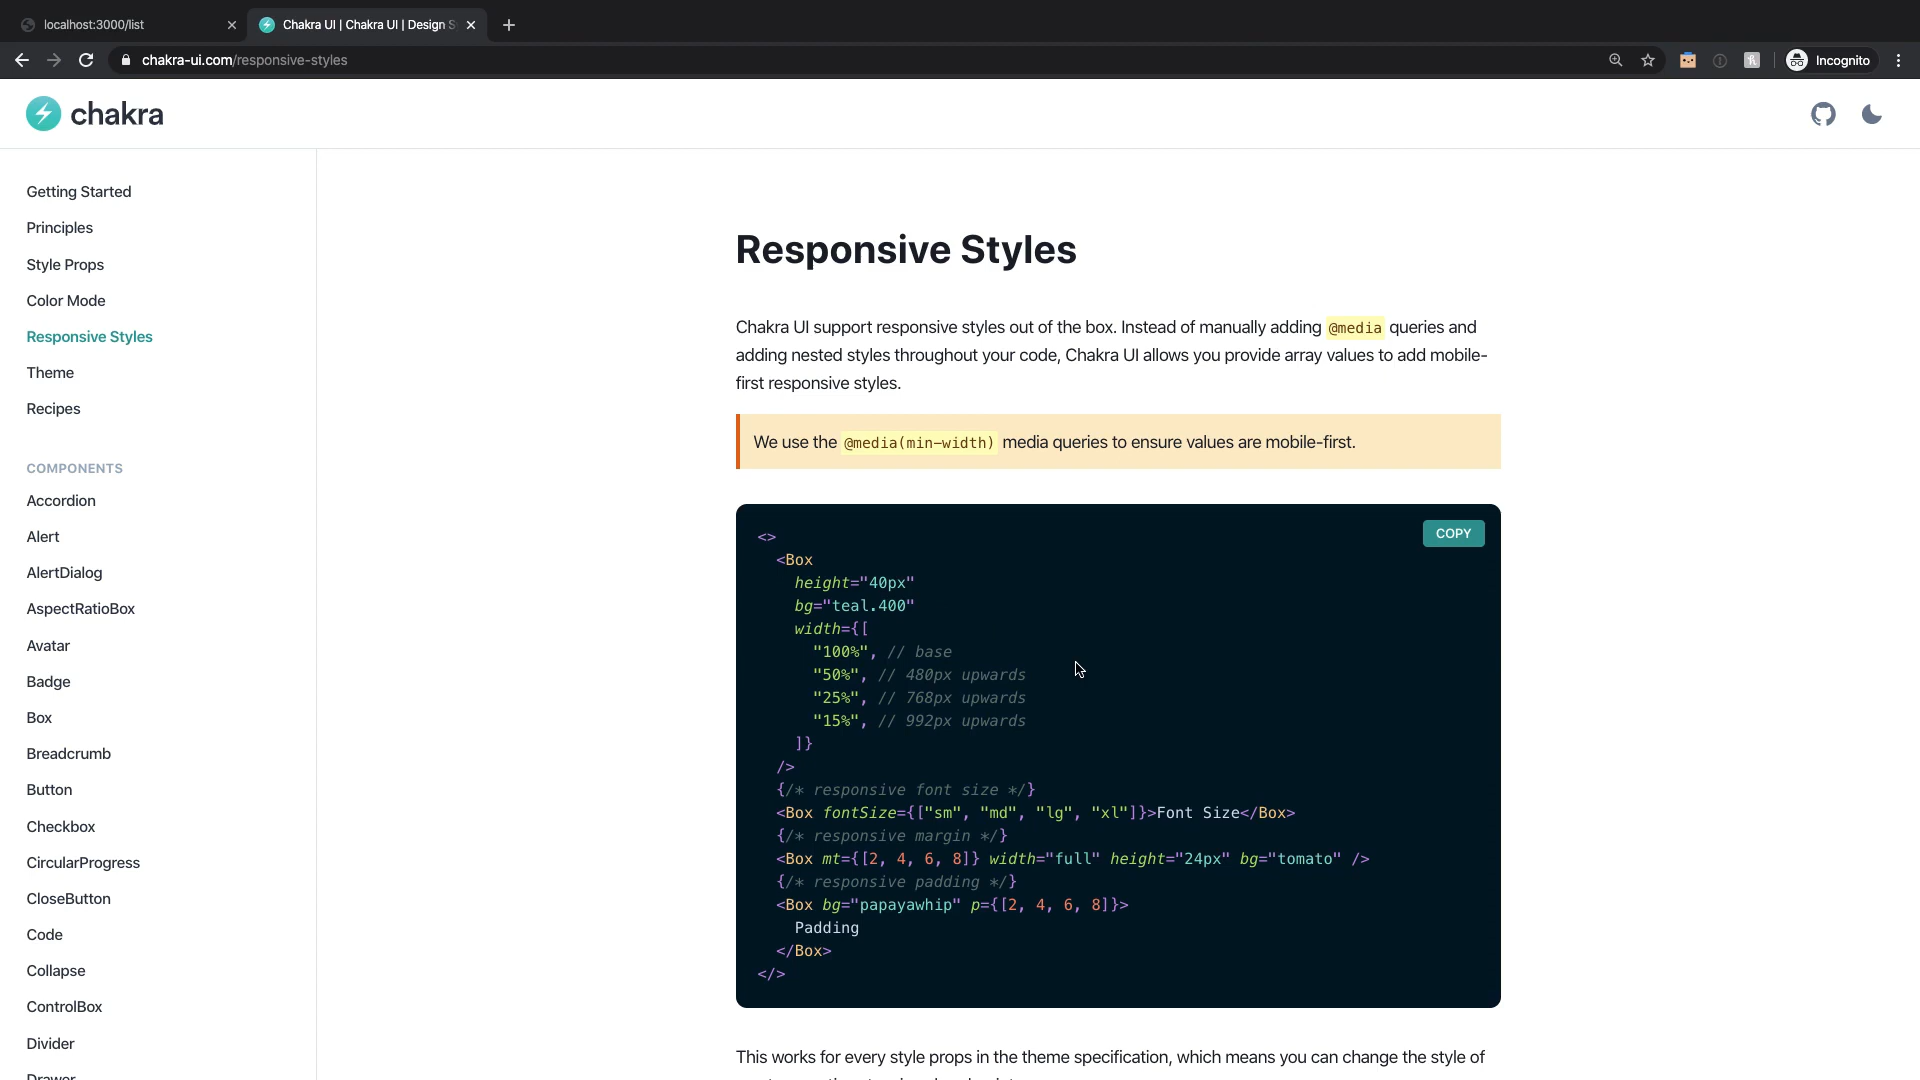 localhost:3000/list
Chakra UI | Chakra UI | Design S
chakra-ui.com/responsive-styles
Incognito
chakra
Getting Started
Principles
Style Props
Color Mode
Responsive Styles
Theme
Recipes
COMPONENTS
Accordion
Alert
AlertDialog
AspectRatioBox
Avatar
Badge
Box
Breadcrumb
Button
Checkbox
CircularProgress
CloseButton
Code
Collapse
ControlBox
Divider
Drawer
Responsive Styles
Chakra UI support responsive styles out of the box. Instead of manually adding @media queries and
adding nested styles throughout your code, Chakra UI allows you provide array values to add mobile-
first responsive styles.
We use the @media(min-width) media queries to ensure values are mobile-first.
COPY
<>
<Box
height="40px"
bg="teal.400"
width={[
"100%", // base
"50%", // 480px upwards
"25%", // 768px upwards
"15%", // 992px upwards
]}
/>
{/* responsive font size */}
<Box fontSize={["sm", "md", "lg", "xl"]}>Font Size</Box>
{/* responsive margin */}
<Box mt={[2, 4, 6, 8]} width="full" height="24px" bg="tomato" />
{/* responsive padding */}
<Box bg="papayawhip" p={[2, 4, 6, 8]}>
Padding
</Box>
</>
This works for every style props in the theme specification, which means you can change the style of